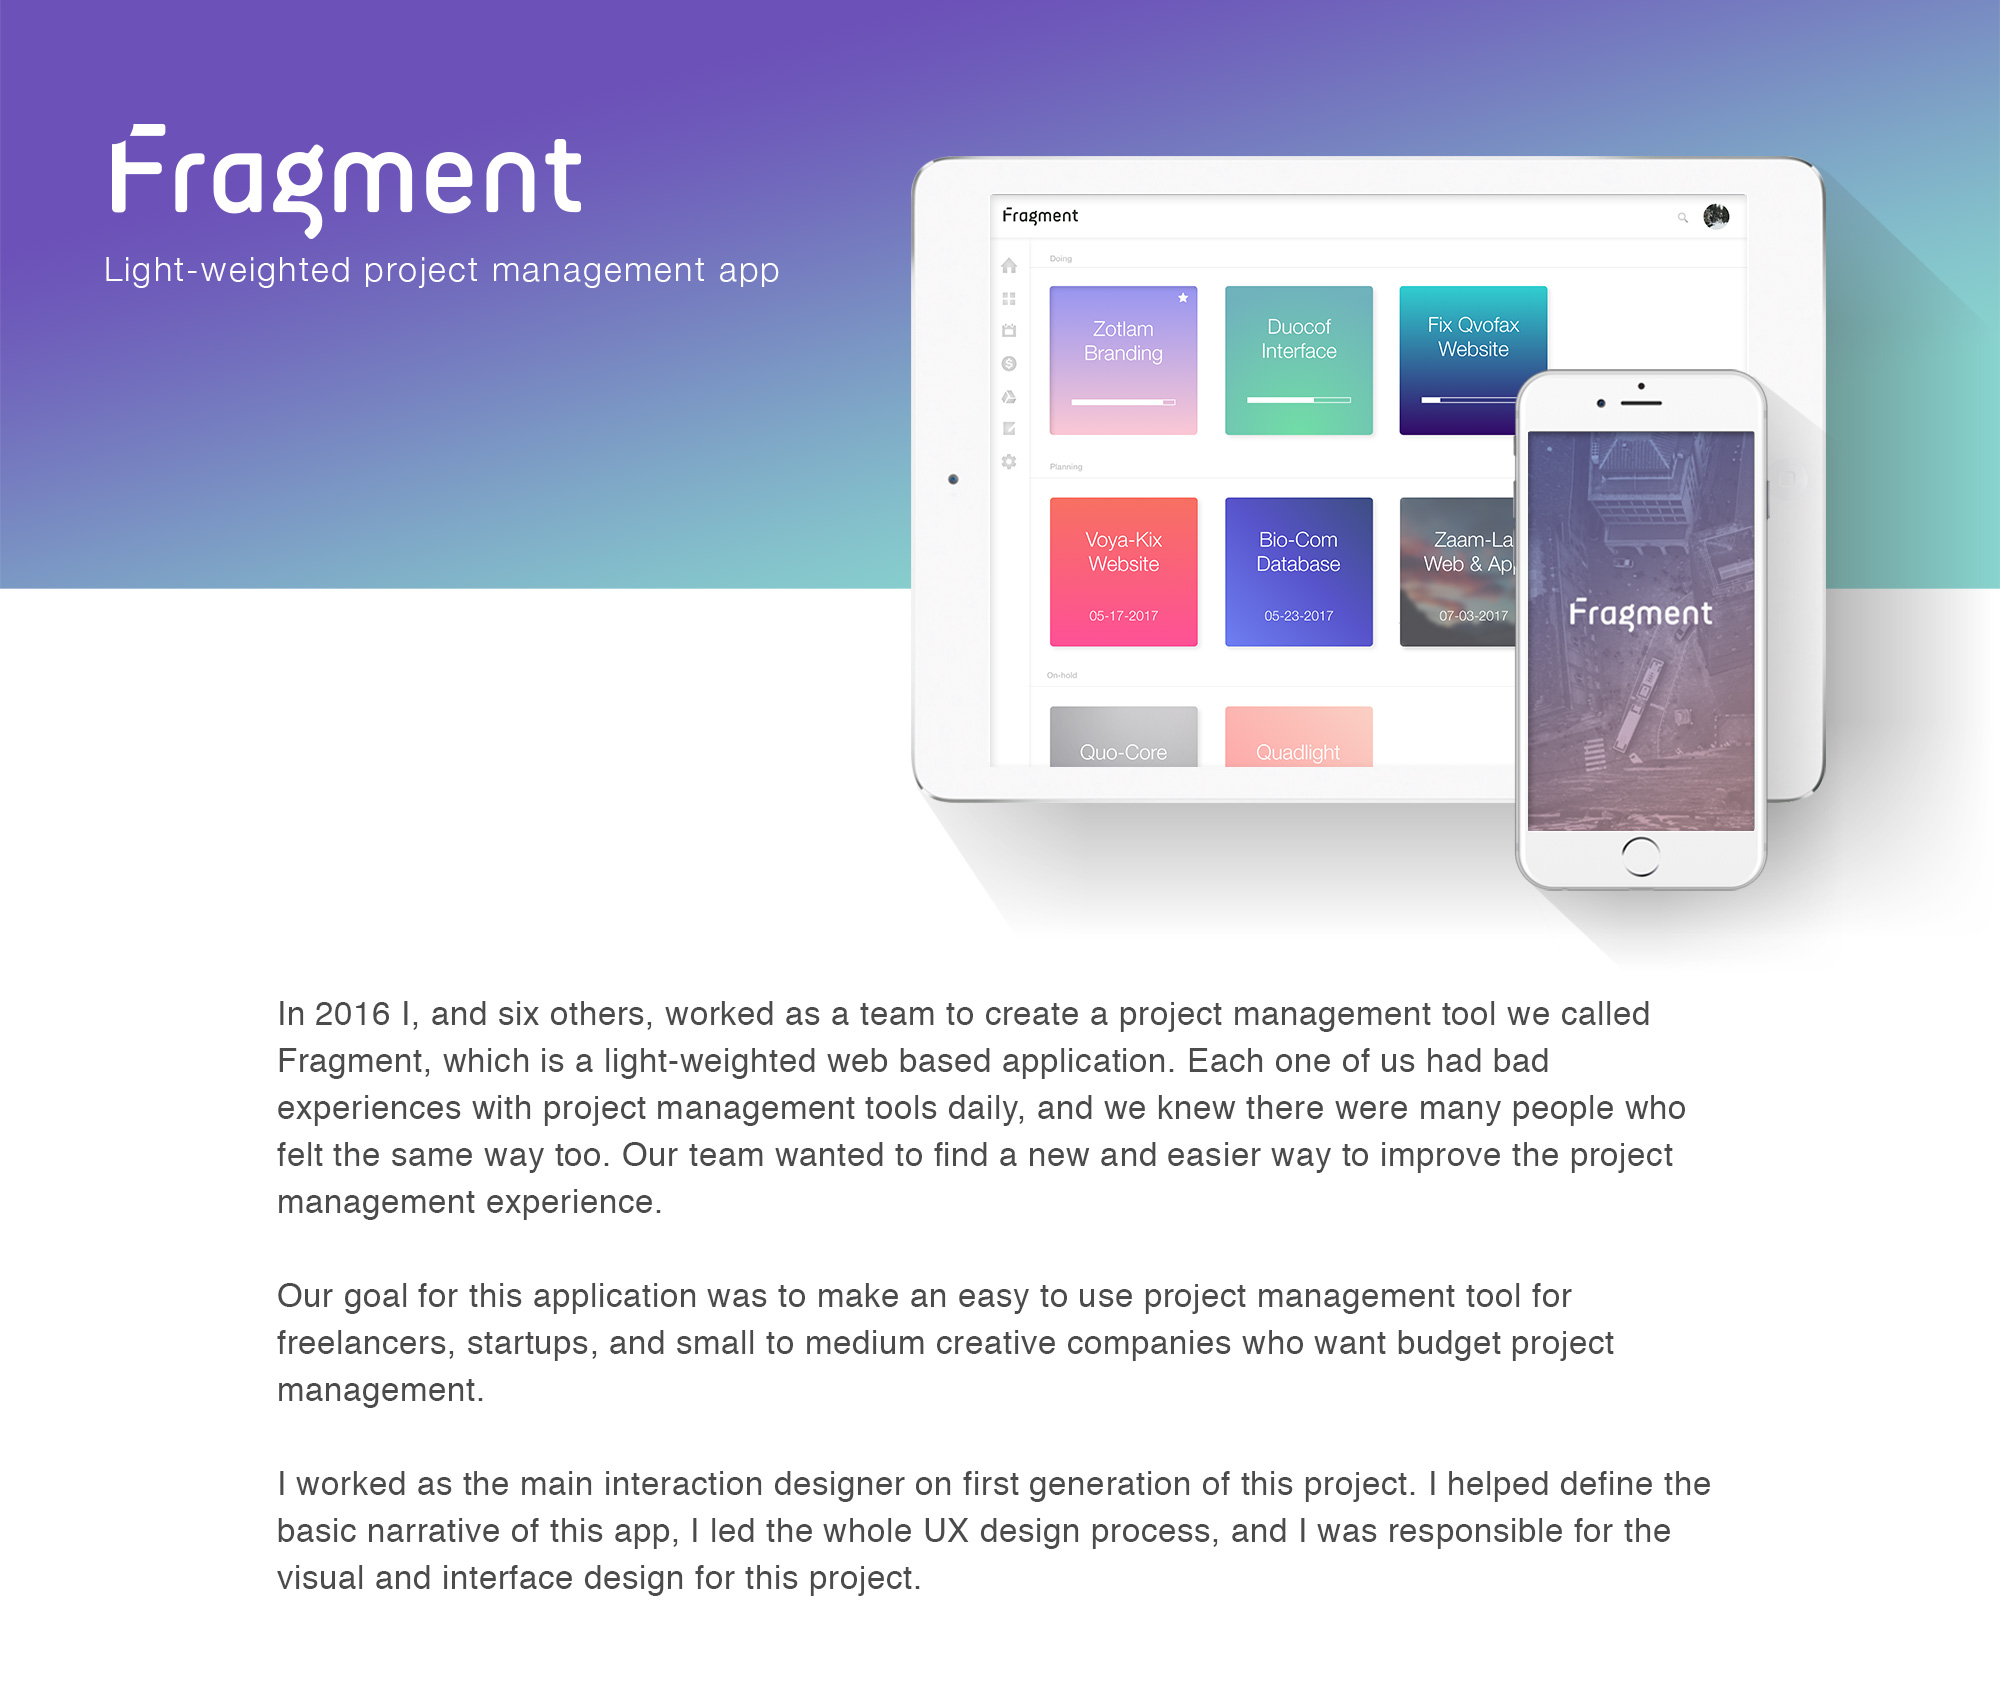 Fragment
Light-weighted project management app
Fragment
Doing
Zotlam
Branding
Duocof
Interface
Fix Qvofax
Website
Planning
Voya-Kix
Website
05-17-2017
Bio-Com
Database
05-23-2017
Zaam-La
Web & Ap
07-03-2017
On-hold
Quo-Core
Quadlight
Fragment
In 2016 I, and six others, worked as a team to create a project management tool we called
Fragment, which is a light-weighted web based application. Each one of us had bad
experiences with project management tools daily, and we knew there were many people who
felt the same way too. Our team wanted to find a new and easier way to improve the project
management experience.
Our goal for this application was to make an easy to use project management tool for
freelancers, startups, and small to medium creative companies who want budget project
management.
I worked as the main interaction designer on first generation of this project. I helped define the
basic narrative of this app, I led the whole UX design process, and I was responsible for the
visual and interface design for this project.